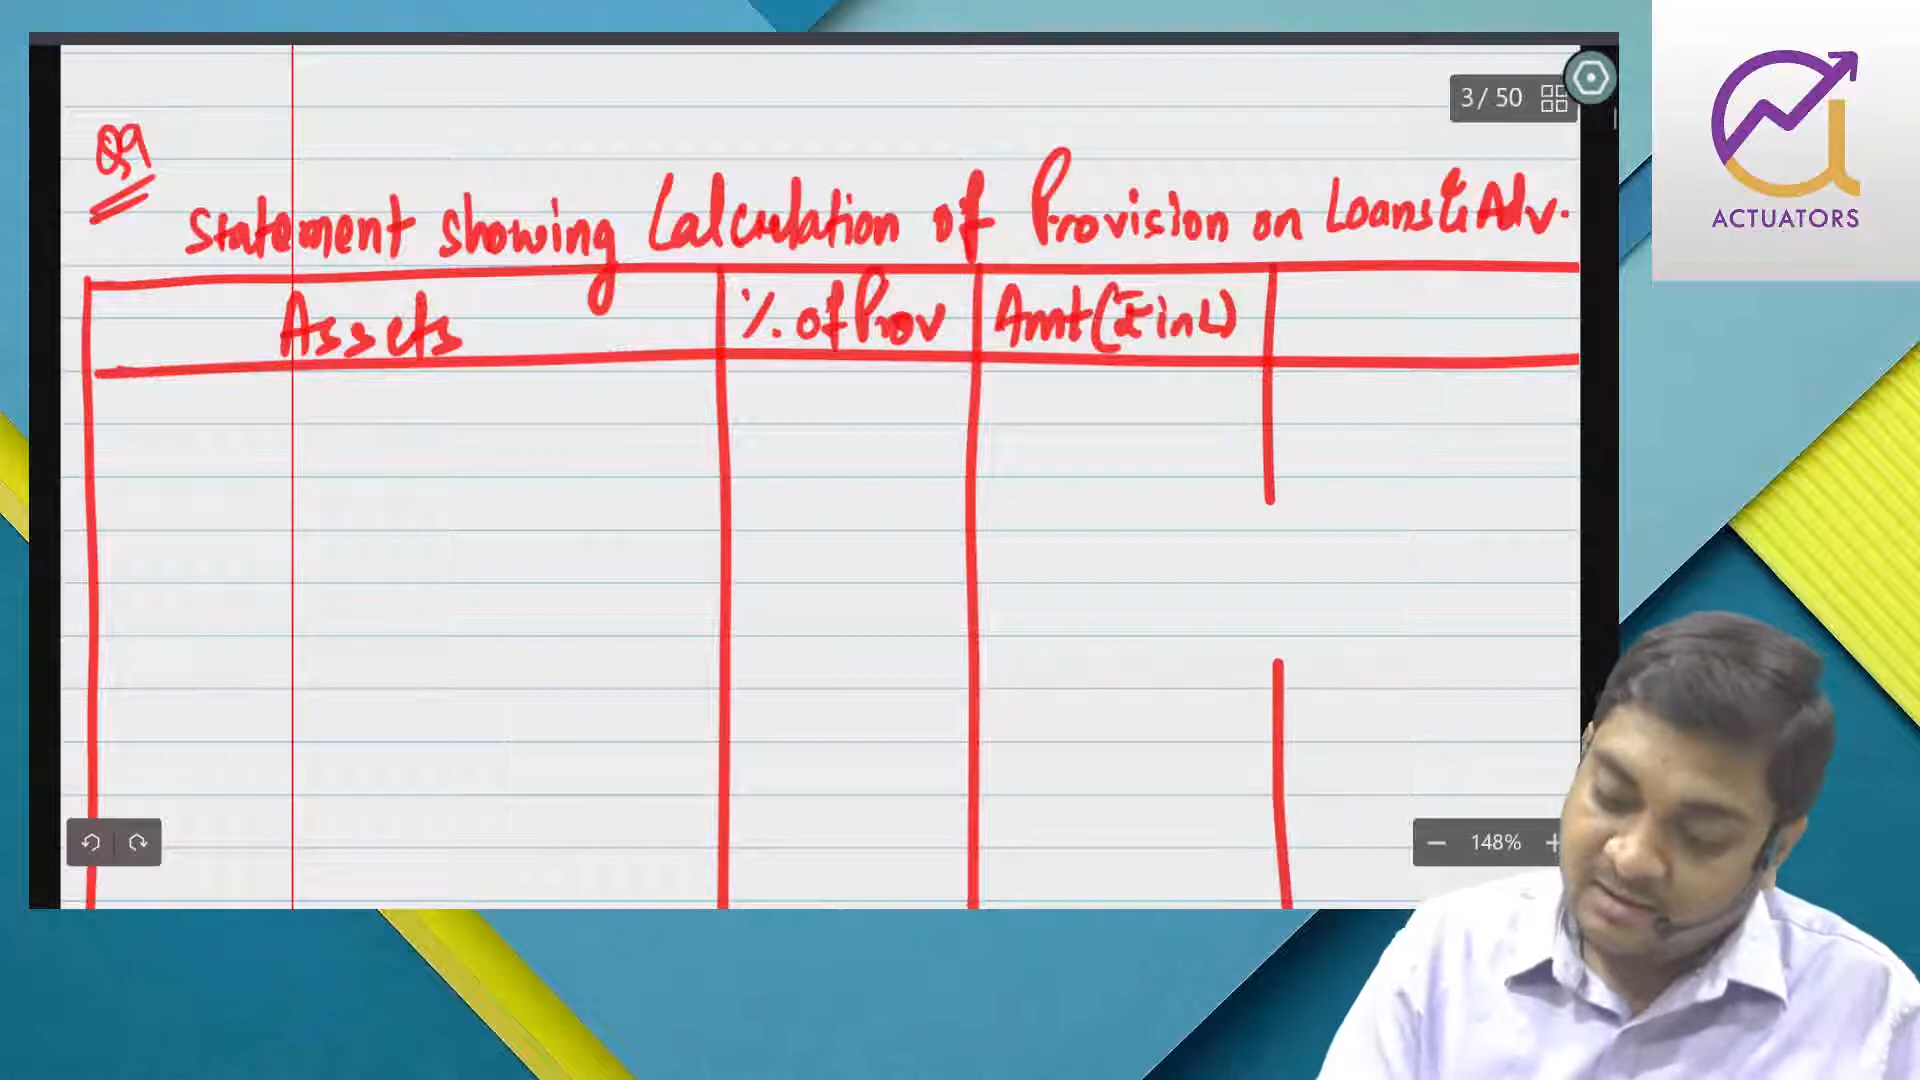 3 / 50
Q9
Statement showing Calculation of Provision on Loans & Adv.
Assets
% of Prov
Amt (₹ in L)
148%
ACTUATORS